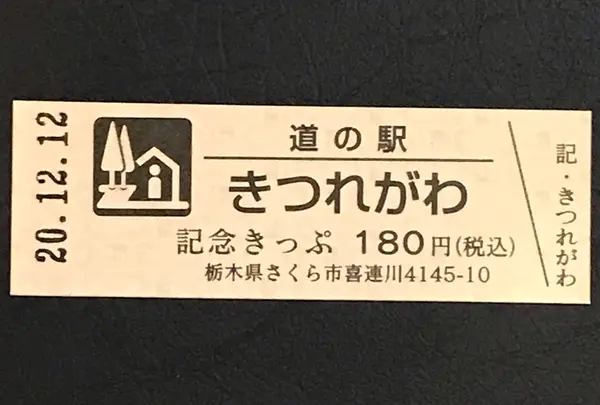 20.12.12
道の駅
きつれがわ
記念きっぷ 180円(税込)
栃木県さくら市喜連川4145-10
記・きつれがわ